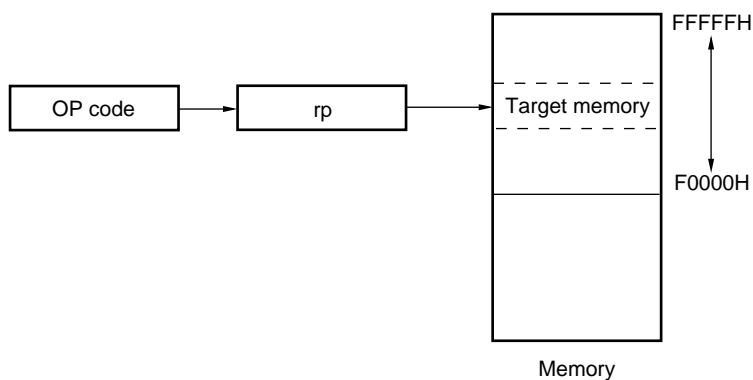 FFFFFH
OP code
rp
Target memory
F0000H
Memory